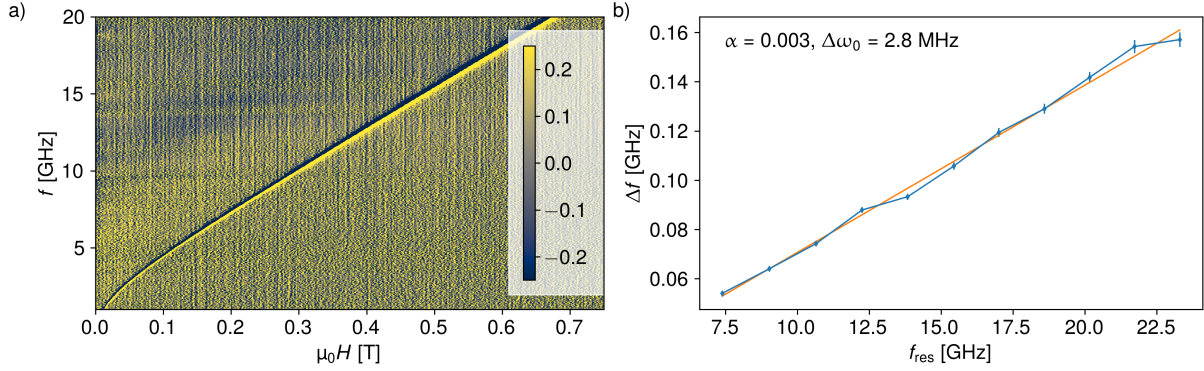 a)
20
15
10
5
f [GHz]
0.2
0.1
0.0
−0.1
−0.2
0.0 0.1 0.2 0.3 0.4 0.5 0.6 0.7
μ₀H [T]
b)
α = 0.003, Δω₀ = 2.8 MHz
0.16
0.14
0.12
0.10
0.08
0.06
Δf [GHz]
7.5 10.0 12.5 15.0 17.5 20.0 22.5
fres [GHz]